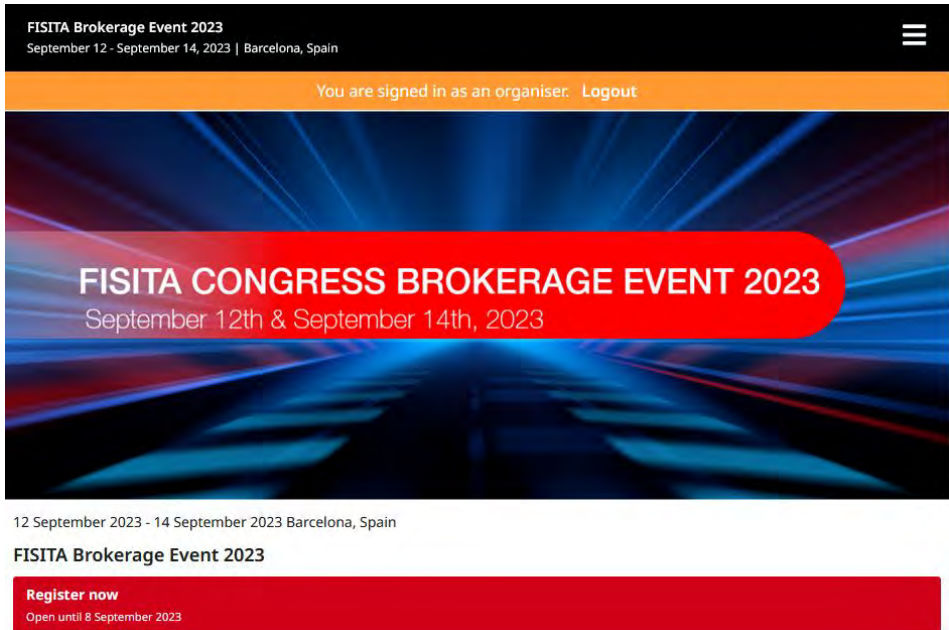 FISITA Brokerage Event 2023
September 12 - September 14, 2023 | Barcelona, Spain
You are signed in as an organiser. Logout
FISITA CONGRESS BROKERAGE EVENT 2023
September 12th & September 14th, 2023
12 September 2023 - 14 September 2023 Barcelona, Spain
FISITA Brokerage Event 2023
Register now
Open until 8 September 2023